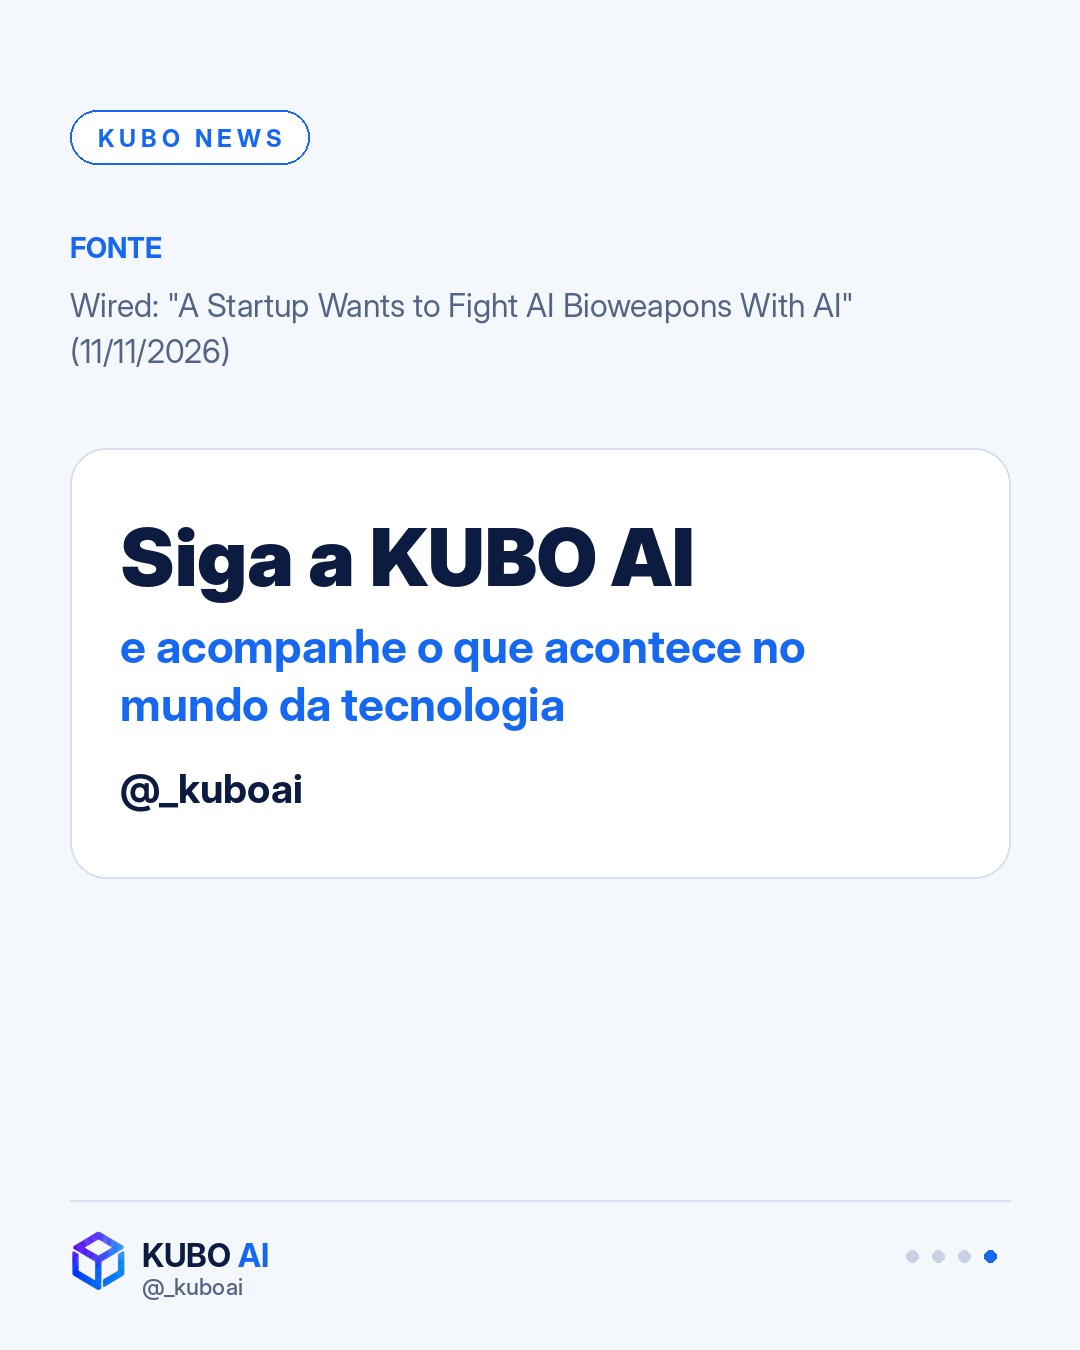 KUBO NEWS
FONTE
Wired: "A Startup Wants to Fight AI Bioweapons With AI"
(11/11/2026)
Siga a KUBO AI
e acompanhe o que acontece no
mundo da tecnologia
@_kuboai
KUBO AI
@_kuboai